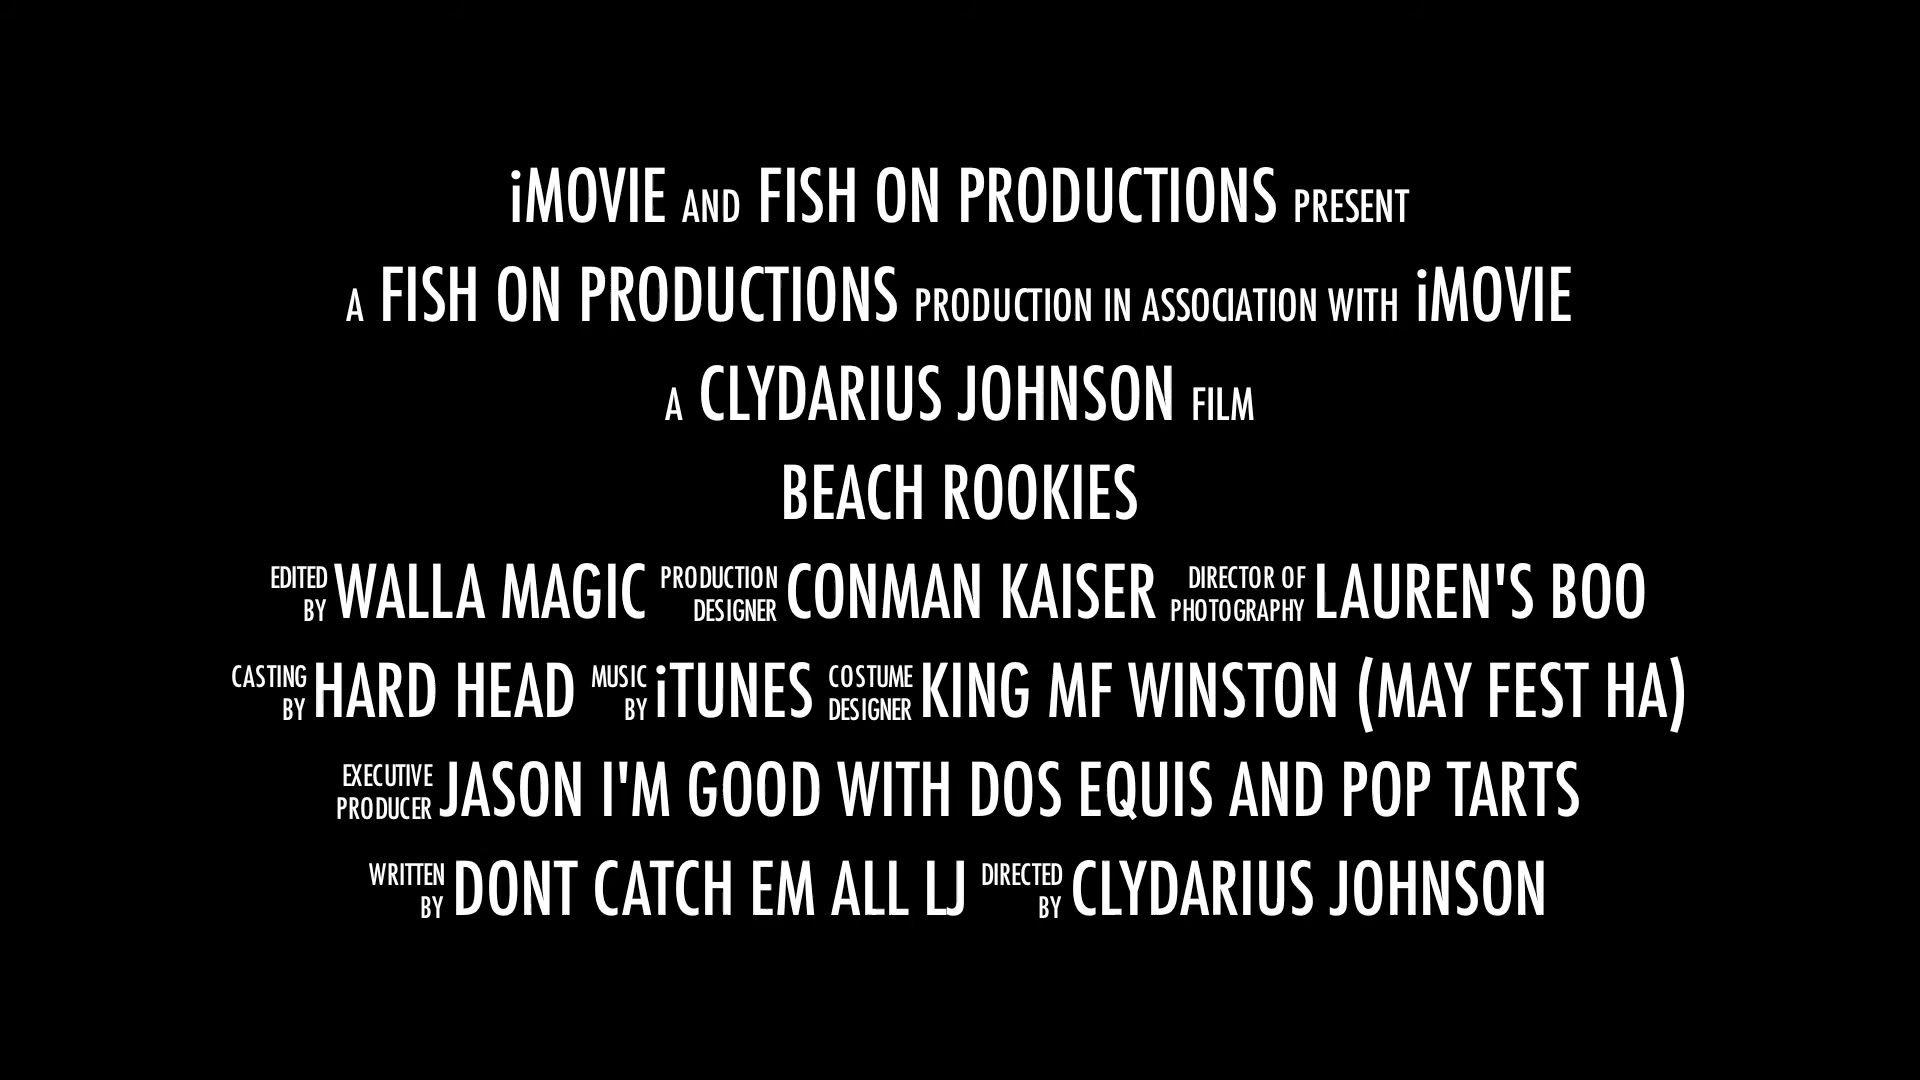 iMOVIE AND FISH ON PRODUCTIONS PRESENT
A FISH ON PRODUCTIONS PRODUCTION IN ASSOCIATION WITH iMOVIE
A CLYDARIUS JOHNSON FILM
BEACH ROOKIES
EDITED BY WALLA MAGIC PRODUCTION DESIGNER CONMAN KAISER DIRECTOR OF PHOTOGRAPHY LAUREN'S BOO
CASTING BY HARD HEAD MUSIC BY iTUNES COSTUME DESIGNER KING MF WINSTON (MAY FEST HA)
EXECUTIVE PRODUCER JASON I'M GOOD WITH DOS EQUIS AND POP TARTS
WRITTEN BY DONT CATCH EM ALL LJ DIRECTED BY CLYDARIUS JOHNSON